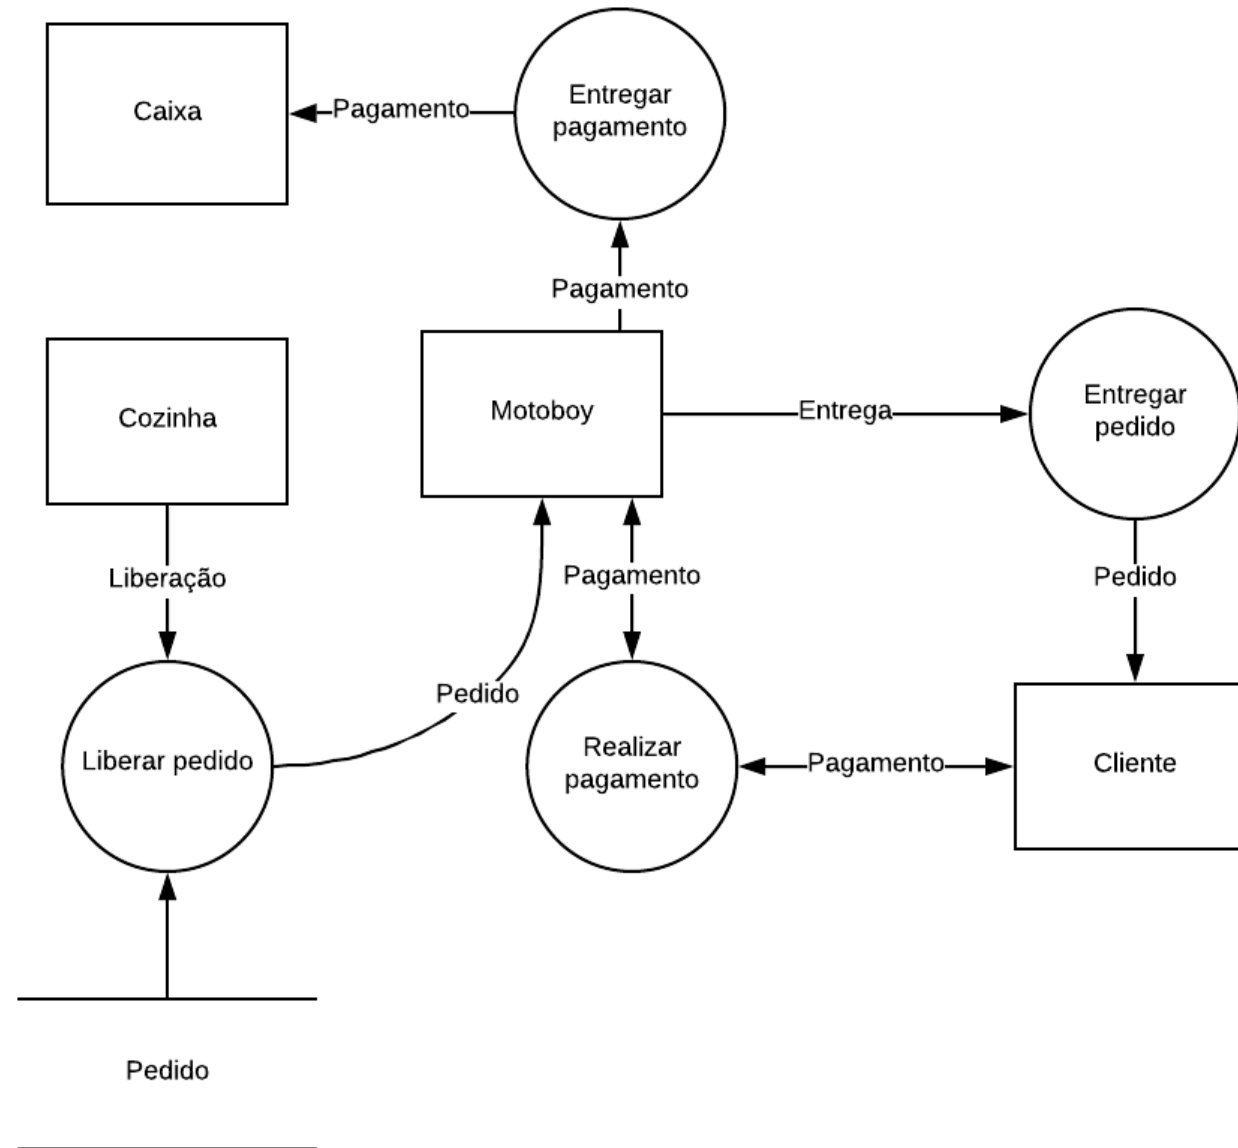 Entregar
pagamento
Caixa
Pagamento
Pagamento
Cozinha
Motoboy
Entrega
Entregar
pedido
Liberação
Pagamento
Pedido
Pedido
Liberar pedido
Realizar
pagamento
Pagamento
Cliente
Pedido